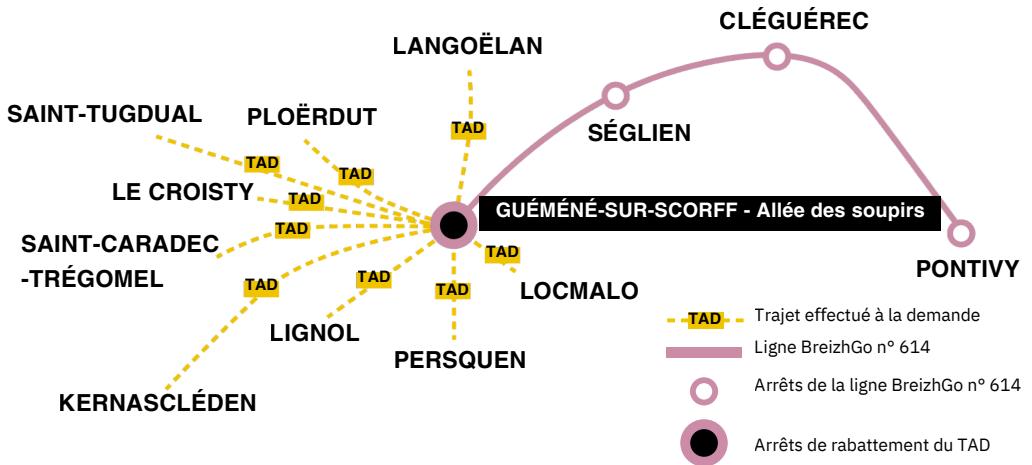 CLÉGUÉREC
LANGOËLAN
SAINT-TUGDUAL
PLOËRDUT
TAD
SÉGLIEN
TAD
TAD
LE CROISTY
TAD
GUÉMÉNÉ-SUR-SCORFF - Allée des soupirs
SAINT-CARADEC
-TRÉGOMEL
TAD
TAD
PONTIVY
TAD
TAD
TAD
LOCMALO
LIGNOL
PERSQUEN
KERNASCLÉDEN
TAD Trajet effectué à la demande
Ligne BreizhGo n° 614
Arrêts de la ligne BreizhGo n° 614
Arrêts de rabattement du TAD